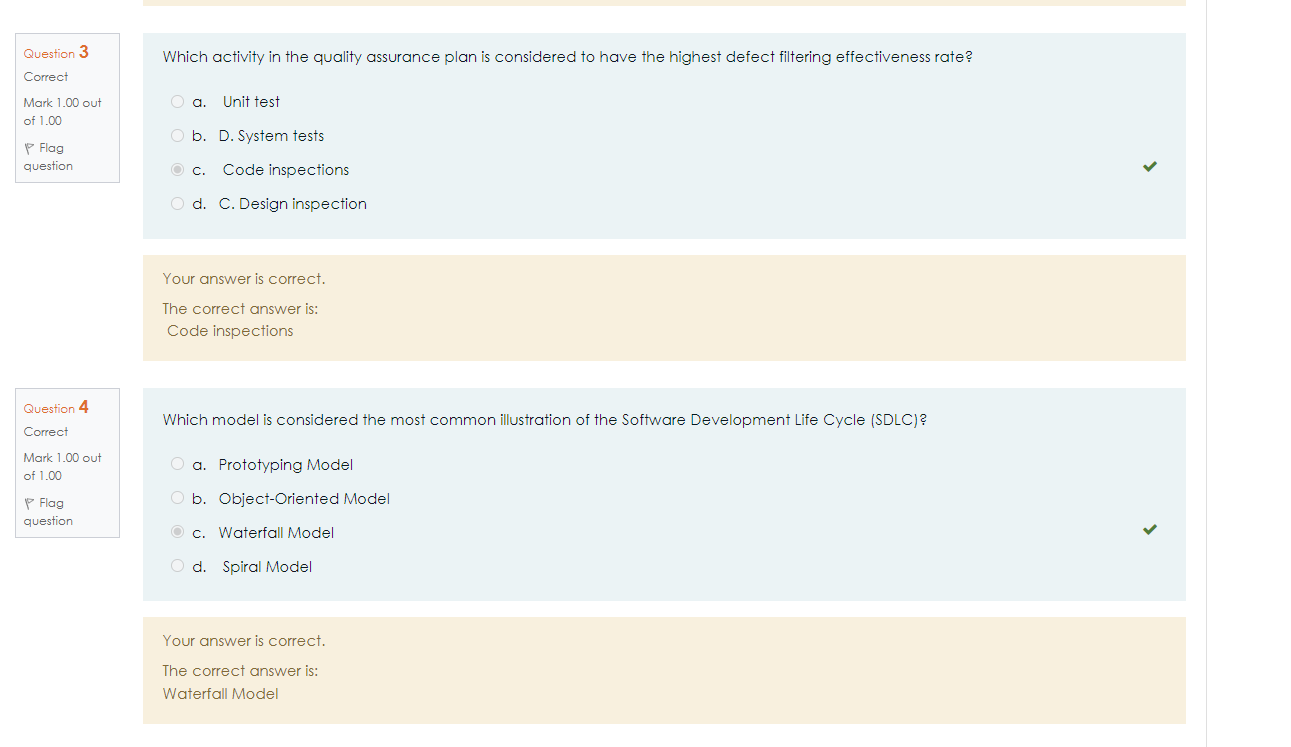 Question 3
Correct
Mark 1.00 out
of 1.00
Flag
question
Which activity in the quality assurance plan is considered to have the highest defect filtering effectiveness rate?
a. Unit test
b. D. System tests
c. Code inspections
d. C. Design inspection
Your answer is correct.
The correct answer is:
Code inspections
Question 4
Correct
Mark 1.00 out
of 1.00
Flag
question
Which model is considered the most common illustration of the Software Development Life Cycle (SDLC)?
a. Prototyping Model
b. Object-Oriented Model
c. Waterfall Model
d. Spiral Model
Your answer is correct.
The correct answer is:
Waterfall Model